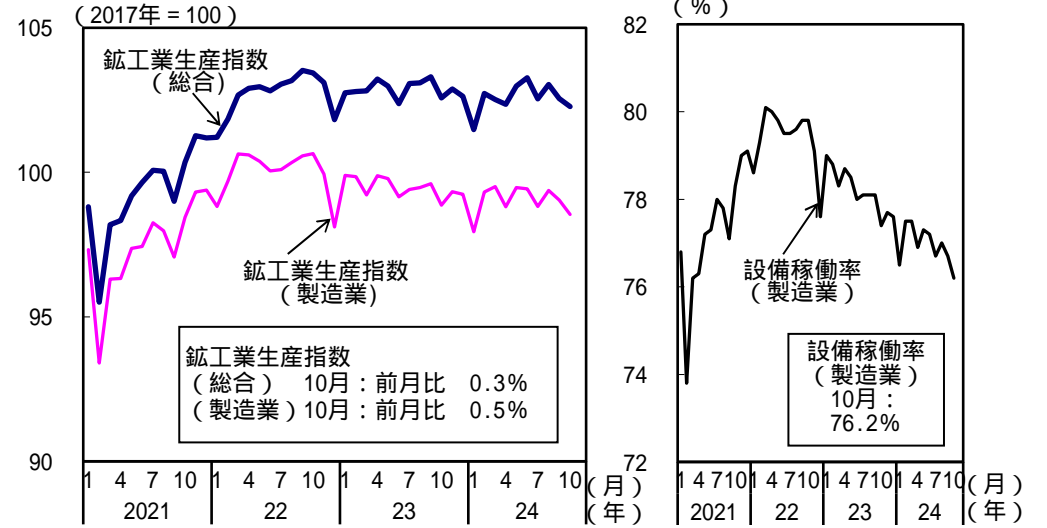 （2017年＝100）
105
100
95
90
鉱工業生産指数
（総合）
鉱工業生産指数
（製造業）
鉱工業生産指数
（総合） 10月：前月比 0.3%
（製造業）10月：前月比 0.5%
1 4 7 10 1 4 7 10 1 4 7 10 1 4 7 10（月）
2021 22 23 24 （年）
（％）
82
80
78
76
74
72
設備稼働率
（製造業）
設備稼働率
（製造業）
10月：
76.2%
1 4 7 10 1 4 7 10 1 4 7 10 1 4 7 10（月）
2021 22 23 24 （年）